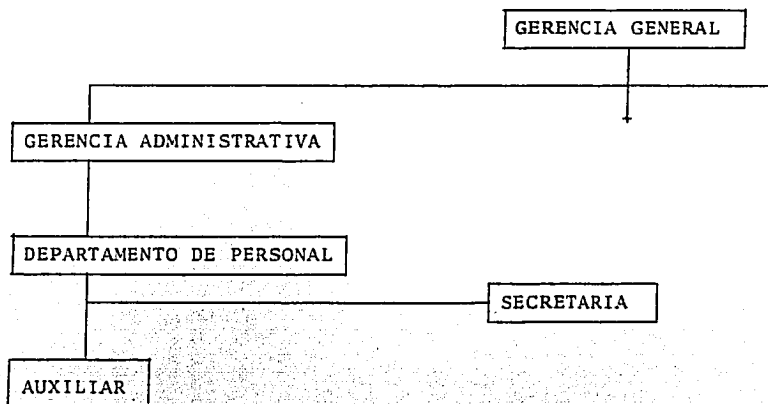 GERENCIA GENERAL
GERENCIA ADMINISTRATIVA
DEPARTAMENTO DE PERSONAL
SECRETARIA
AUXILIAR